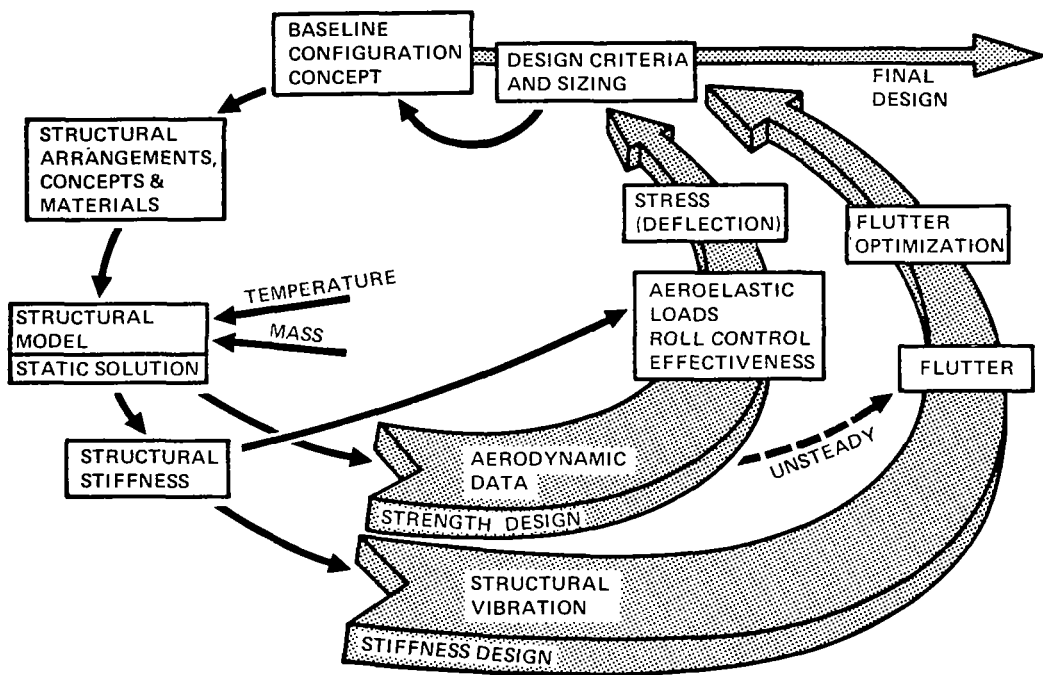 BASELINE
CONFIGURATION
CONCEPT
DESIGN CRITERIA
AND SIZING
FINAL
DESIGN
STRUCTURAL
ARRANGEMENTS,
CONCEPTS &
MATERIALS
STRESS
(DEFLECTION)
FLUTTER
OPTIMIZATION
TEMPERATURE
MASS
STRUCTURAL
MODEL
STATIC SOLUTION
AEROELASTIC
LOADS
ROLL CONTROL
EFFECTIVENESS
FLUTTER
STRUCTURAL
STIFFNESS
AERODYNAMIC
DATA
UNSTEADY
STRENGTH DESIGN
STRUCTURAL
VIBRATION
STIFFNESS DESIGN